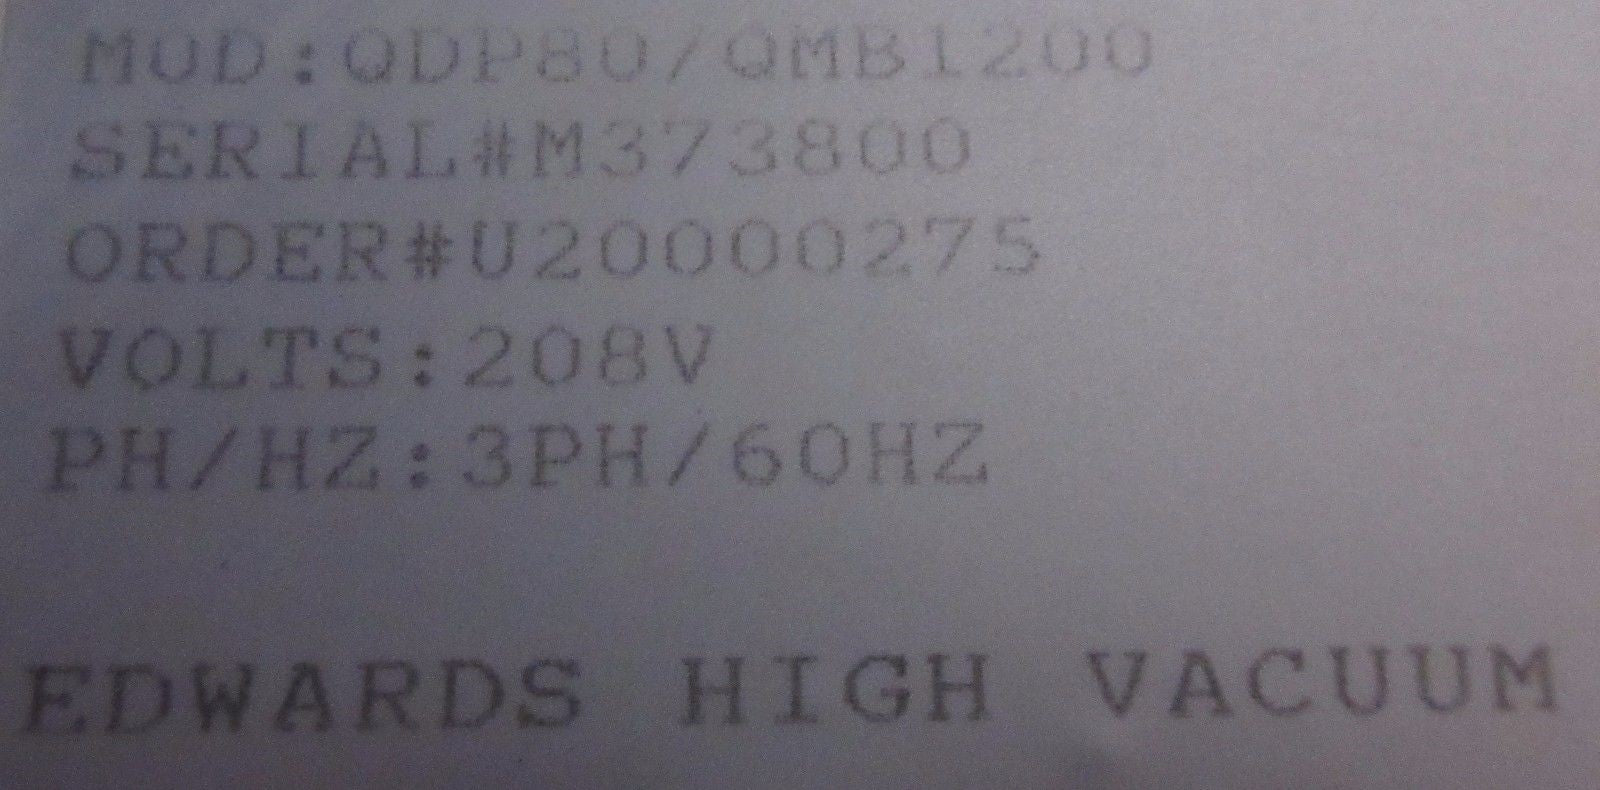 MOD:QDP80/QMB1200
SERIAL#M373800
ORDER#U20000275
VOLTS:208V
PH/HZ:3PH/60HZ
EDWARDS HIGH VACUUM